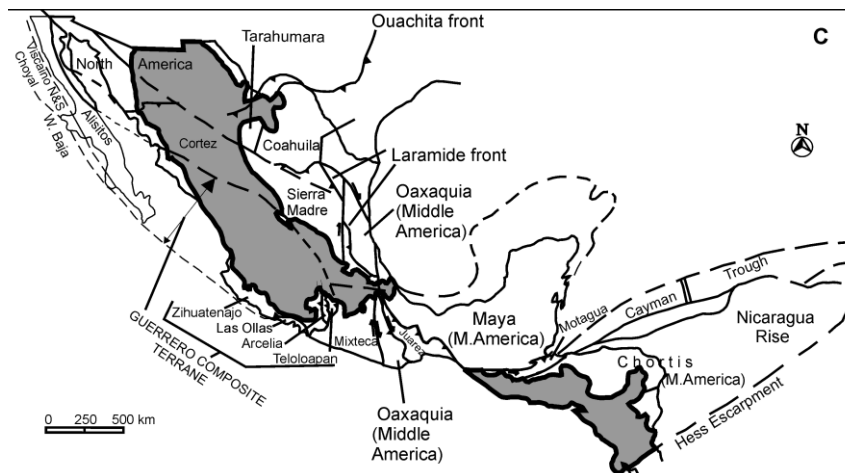 Ouachita front
C
Tarahumara
North
America
Viscaino N&S
Choyal
W. Baja
Alisitos
N
Cortez
Coahuila
Laramide front
Sierra
Madre
Oaxaquia
(Middle
America)
Zihuatenajo
Las Ollas
Arcelia
Teloloapan
GUERRERO COMPOSITE
TERRANE
Mixteca
Juarez
Oaxaquia
(Middle
America)
Maya
(M.America)
Motagua
Cayman
Trough
Nicaragua
Rise
Chortis
(M.America)
Hess Escarpment
0 250 500 km